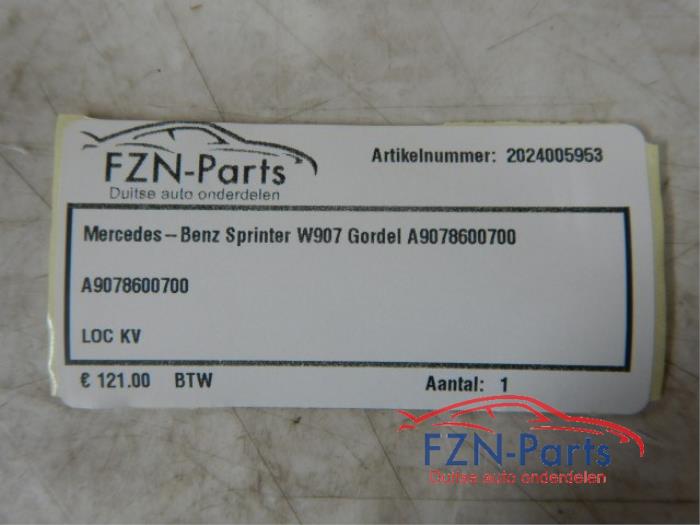 FZN-Parts
Duitse auto onderdelen
Artikelnummer: 2024005953
Mercedes-Benz Sprinter W907 Gordel A9078600700
A9078600700
LOC KV
€ 121.00 BTW
Aantal: 1
FZN-Parts
Duitse auto onderdelen